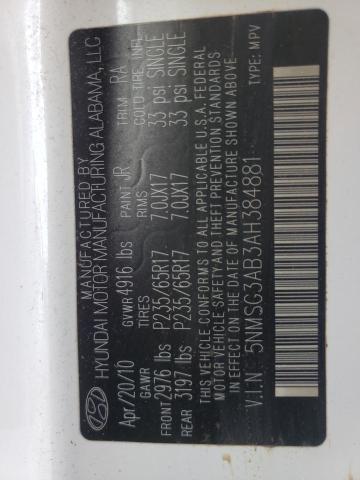 MANUFACTURED BY
HYUNDAI MOTOR MANUFACTURING ALABAMA, LLC
Apr/20/10 GVWR 4916 lbs PAINT JR TRIM RA
GAWR TIRES RIMS COLD TIRE INFL
FRONT 2976 lbs P235/65R17 7.0JX17 33 psi SINGLE
REAR 3197 lbs P235/65R17 7.0JX17 33 psi SINGLE
THIS VEHICLE CONFORMS TO ALL APPLICABLE U.S.A. FEDERAL
MOTOR VEHICLE SAFETY AND THEFT PREVENTION STANDARDS
IN EFFECT ON THE DATE OF MANUFACTURE SHOWN ABOVE.
V.I.N: 5NMSG3AB3AH384881 TYPE: MPV